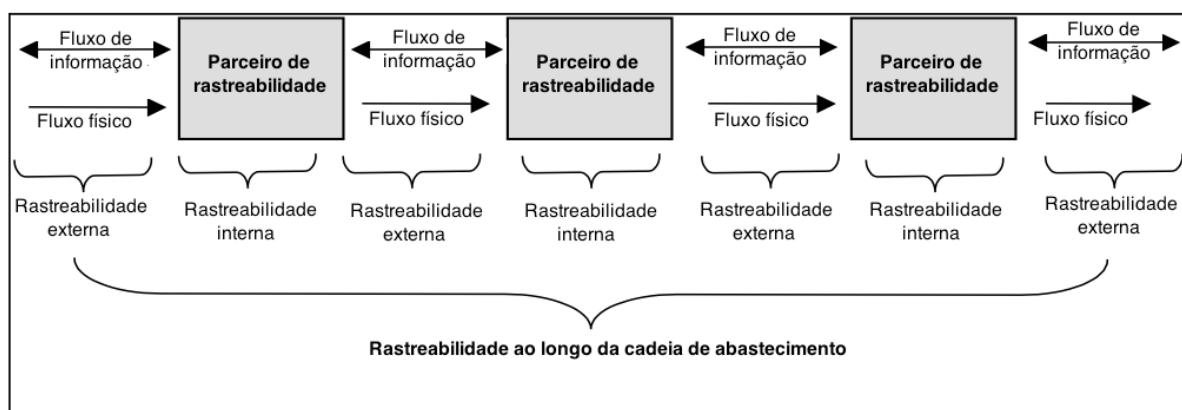 Fluxo de
informação
Parceiro de
rastreabilidade
Fluxo de
informação
Parceiro de
rastreabilidade
Fluxo de
informação
Parceiro de
rastreabilidade
Fluxo de
informação
Fluxo físico
Fluxo físico
Fluxo físico
Fluxo físico
Rastreabilidade
externa
Rastreabilidade
interna
Rastreabilidade
externa
Rastreabilidade
interna
Rastreabilidade
externa
Rastreabilidade
interna
Rastreabilidade
externa
Rastreabilidade ao longo da cadeia de abastecimento